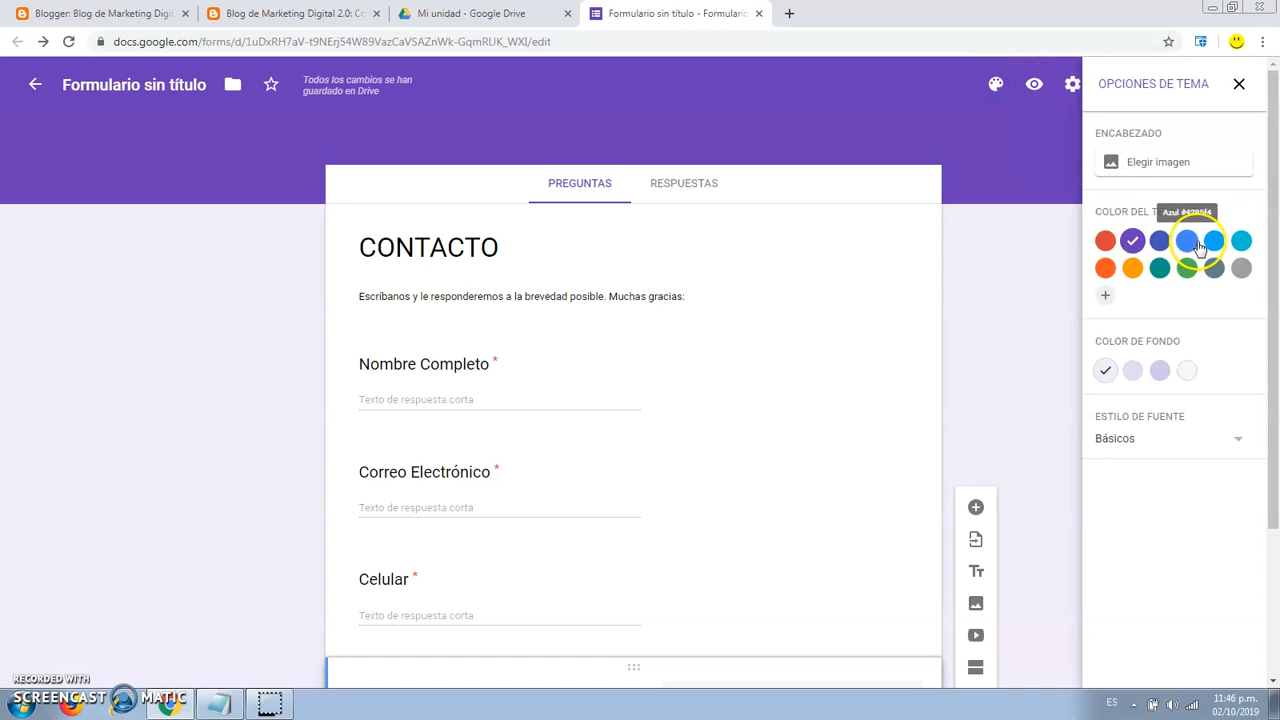 Blogger: Blog de Marketing Digit
Blog de Marketing Digital 2.0: Có
Mi unidad - Google Drive
Formulario sin título - Formulario
docs.google.com/forms/d/1uDxRH7aV-t9NErj54W89VazCaVSAZnWk-GqmRUK_WXI/edit
Formulario sin título
Todos los cambios se han
guardado en Drive
OPCIONES DE TEMA
ENCABEZADO
Elegir imagen
PREGUNTAS
RESPUESTAS
COLOR DEL T
Azul #4285f4
CONTACTO
Escríbanos y le responderemos a la brevedad posible. Muchas gracias:
COLOR DE FONDO
Nombre Completo *
Texto de respuesta corta
ESTILO DE FUENTE
Básicos
Correo Electrónico *
Texto de respuesta corta
Celular *
Texto de respuesta corta
RECORDED WITH
SCREENCAST MATIC
ES
11:46 p.m.
02/10/2019